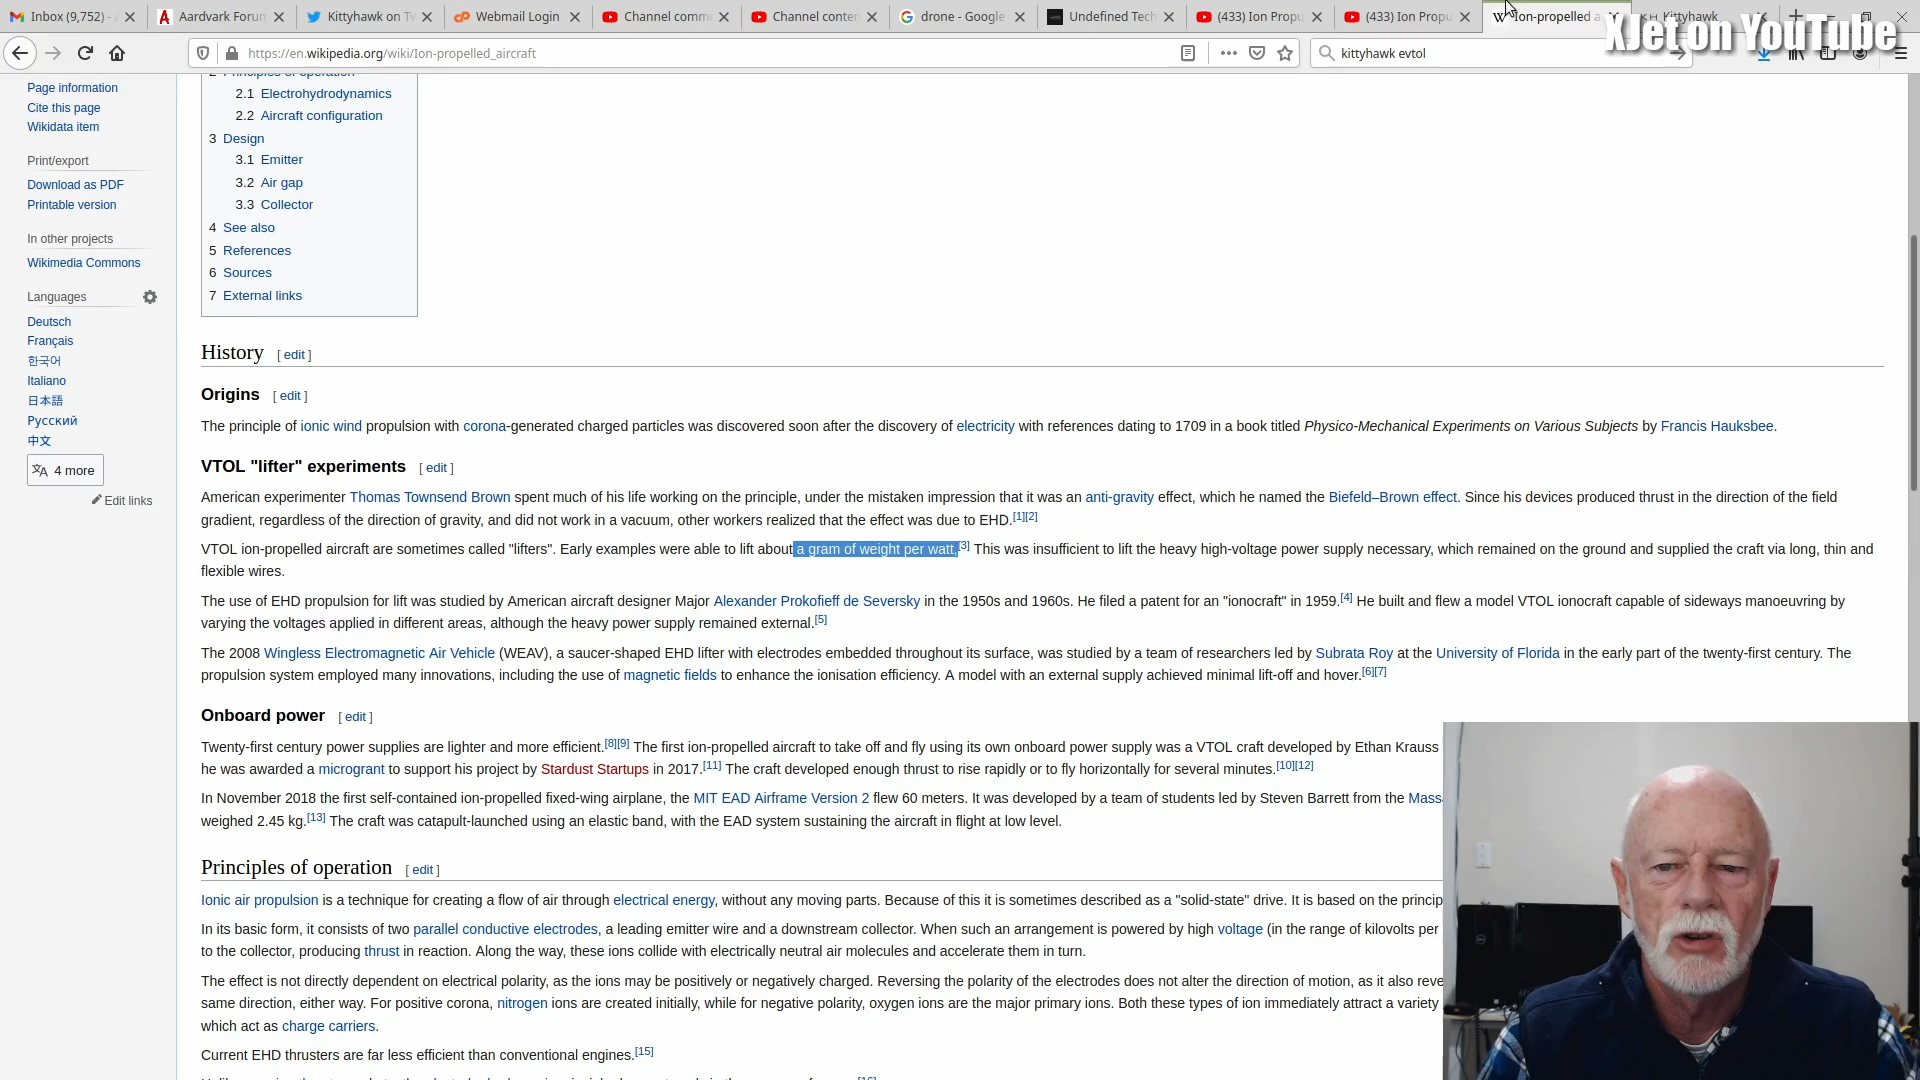 Inbox (9,752) -
Aardvark Forun
Kittyhawk on Tw
Webmail Login
Channel comme
Channel conten
drone - Google
Undefined Tech
(433) Ion Propu
(433) Ion Propu
Ion-propelled a
Kittyhawk
XJet on YouTube
https://en.wikipedia.org/wiki/Ion-propelled_aircraft
kittyhawk evtol
Page information
Cite this page
Wikidata item
Print/export
Download as PDF
Printable version
In other projects
Wikimedia Commons
Languages
Deutsch
Français
한국어
Italiano
日本語
Русский
中文
4 more
Edit links
2 Principles of operation
2.1 Electrohydrodynamics
2.2 Aircraft configuration
3 Design
3.1 Emitter
3.2 Air gap
3.3 Collector
4 See also
5 References
6 Sources
7 External links
History [ edit ]
Origins [ edit ]
The principle of ionic wind propulsion with corona-generated charged particles was discovered soon after the discovery of electricity with references dating to 1709 in a book titled Physico-Mechanical Experiments on Various Subjects by Francis Hauksbee.
VTOL "lifter" experiments [ edit ]
American experimenter Thomas Townsend Brown spent much of his life working on the principle, under the mistaken impression that it was an anti-gravity effect, which he named the Biefeld–Brown effect. Since his devices produced thrust in the direction of the field
gradient, regardless of the direction of gravity, and did not work in a vacuum, other workers realized that the effect was due to EHD.[1][2]
VTOL ion-propelled aircraft are sometimes called "lifters". Early examples were able to lift about a gram of weight per watt,[3] This was insufficient to lift the heavy high-voltage power supply necessary, which remained on the ground and supplied the craft via long, thin and
flexible wires.
The use of EHD propulsion for lift was studied by American aircraft designer Major Alexander Prokofieff de Seversky in the 1950s and 1960s. He filed a patent for an "ionocraft" in 1959.[4] He built and flew a model VTOL ionocraft capable of sideways manoeuvring by
varying the voltages applied in different areas, although the heavy power supply remained external.[5]
The 2008 Wingless Electromagnetic Air Vehicle (WEAV), a saucer-shaped EHD lifter with electrodes embedded throughout its surface, was studied by a team of researchers led by Subrata Roy at the University of Florida in the early part of the twenty-first century. The
propulsion system employed many innovations, including the use of magnetic fields to enhance the ionisation efficiency. A model with an external supply achieved minimal lift-off and hover.[6][7]
Onboard power [ edit ]
Twenty-first century power supplies are lighter and more efficient.[8][9] The first ion-propelled aircraft to take off and fly using its own onboard power supply was a VTOL craft developed by Ethan Krauss
he was awarded a microgrant to support his project by Stardust Startups in 2017.[11] The craft developed enough thrust to rise rapidly or to fly horizontally for several minutes.[10][12]
In November 2018 the first self-contained ion-propelled fixed-wing airplane, the MIT EAD Airframe Version 2 flew 60 meters. It was developed by a team of students led by Steven Barrett from the Mass
weighed 2.45 kg.[13] The craft was catapult-launched using an elastic band, with the EAD system sustaining the aircraft in flight at low level.
Principles of operation [ edit ]
Ionic air propulsion is a technique for creating a flow of air through electrical energy, without any moving parts. Because of this it is sometimes described as a "solid-state" drive. It is based on the princip
In its basic form, it consists of two parallel conductive electrodes, a leading emitter wire and a downstream collector. When such an arrangement is powered by high voltage (in the range of kilovolts per
to the collector, producing thrust in reaction. Along the way, these ions collide with electrically neutral air molecules and accelerate them in turn.
The effect is not directly dependent on electrical polarity, as the ions may be positively or negatively charged. Reversing the polarity of the electrodes does not alter the direction of motion, as it also reve
same direction, either way. For positive corona, nitrogen ions are created initially, while for negative polarity, oxygen ions are the major primary ions. Both these types of ion immediately attract a variety
which act as charge carriers.
Current EHD thrusters are far less efficient than conventional engines.[15]